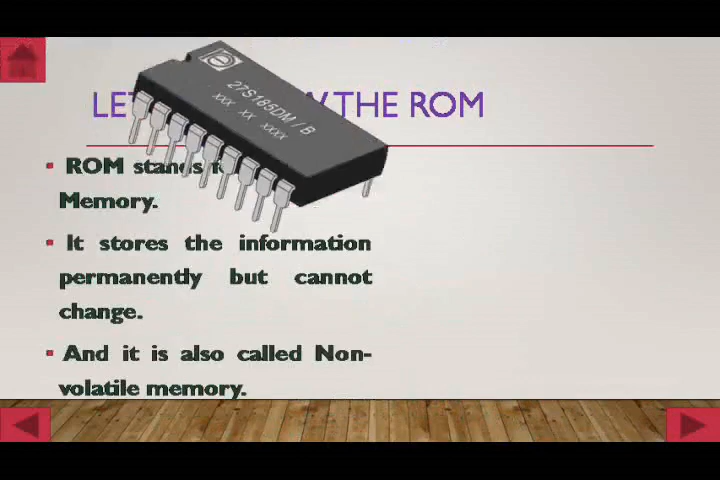 LET THE ROM
27S185DM / B
XXX XX XXXX
▪ ROM stands
Memory.
▪ It stores the information
permanently but cannot
change.
▪ And it is also called Non-
volatile memory.